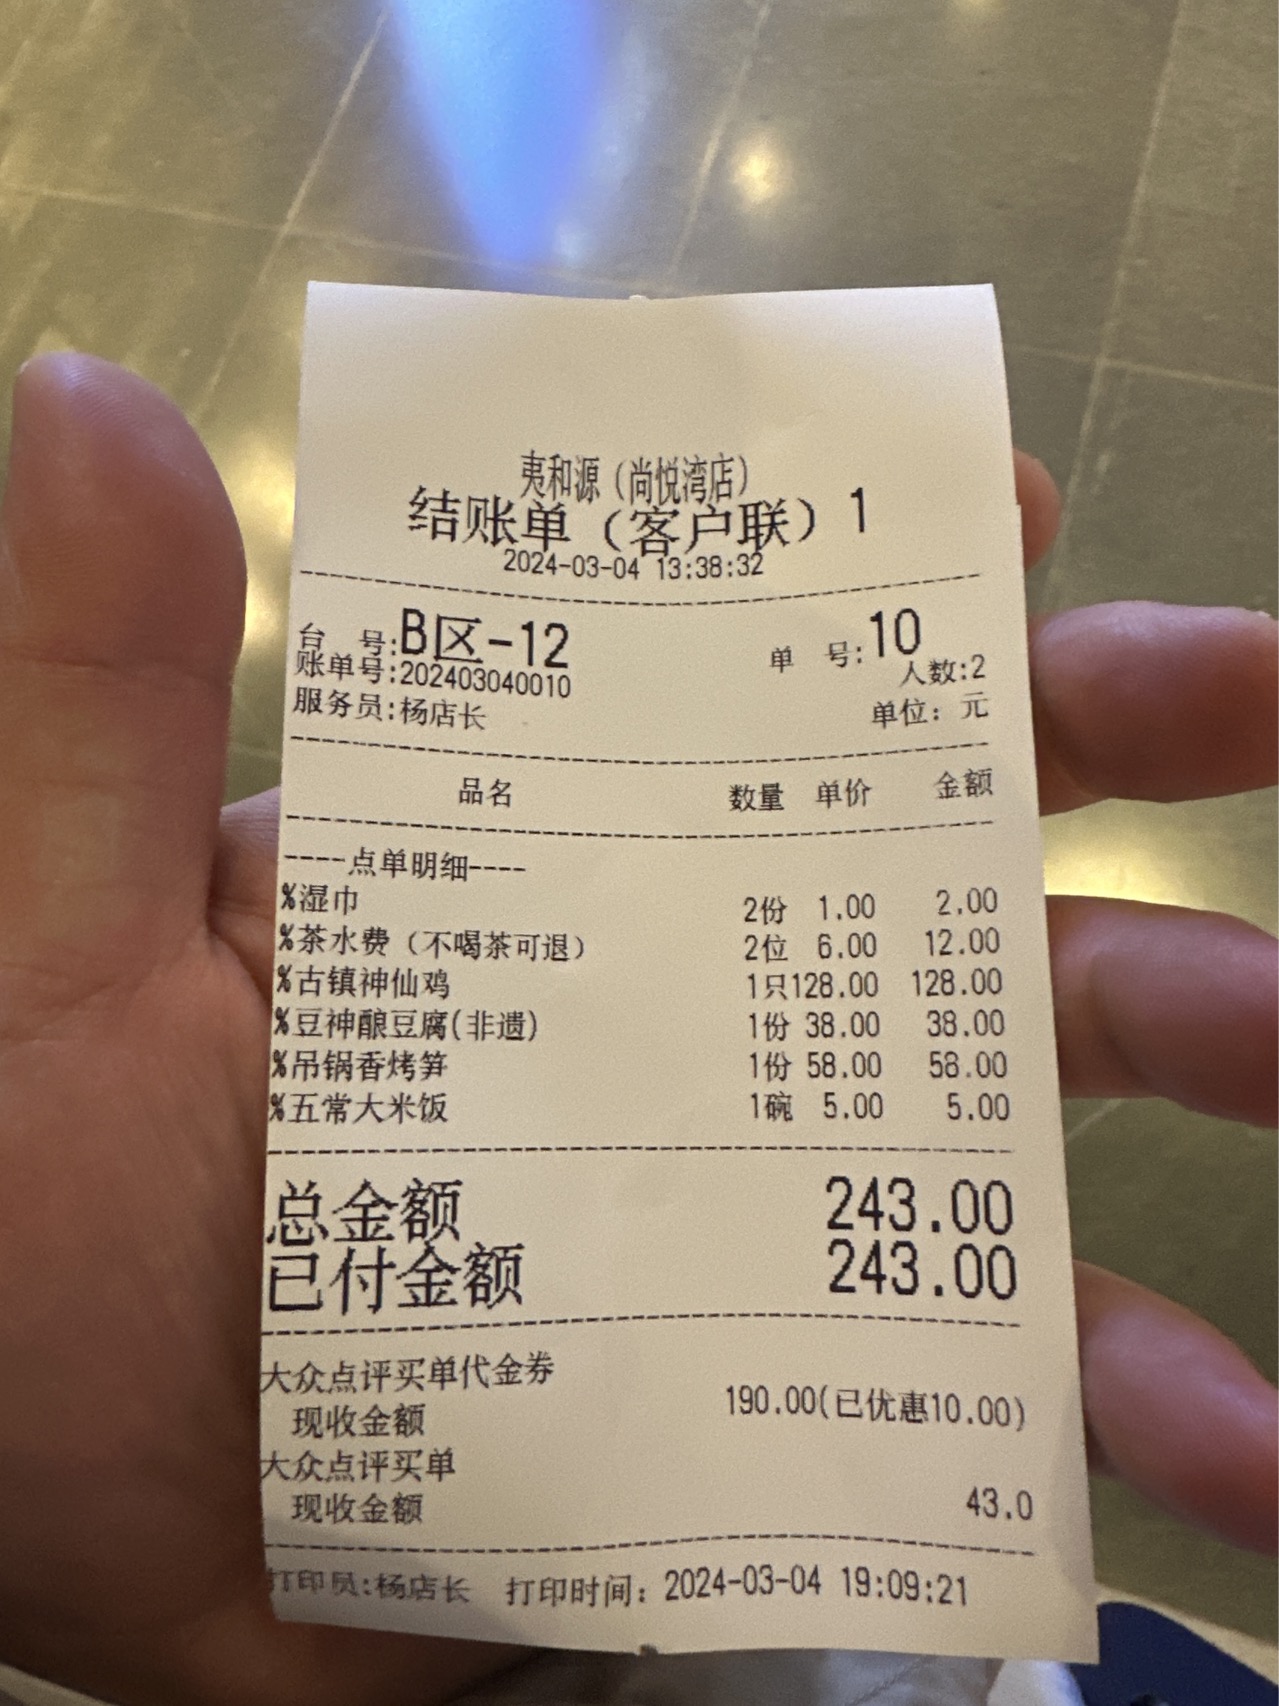 夷和源（尚悦湾店）
结账单（客户联）1
2024-03-04 13:38:32
台 号:B区-12 单 号:10
账单号:202403040010 人数:2
服务员:杨店长 单位：元
品名 数量 单价 金额
----点单明细----
%湿巾 2份 1.00 2.00
%茶水费（不喝茶可退） 2位 6.00 12.00
%古镇神仙鸡 1只128.00 128.00
%豆神酿豆腐(非遗) 1份 38.00 38.00
%吊锅香烤笋 1份 58.00 58.00
%五常大米饭 1碗 5.00 5.00
总金额 243.00
已付金额 243.00
大众点评买单代金券
现收金额 190.00(已优惠10.00)
大众点评买单
现收金额 43.0
打印员:杨店长 打印时间：2024-03-04 19:09:21